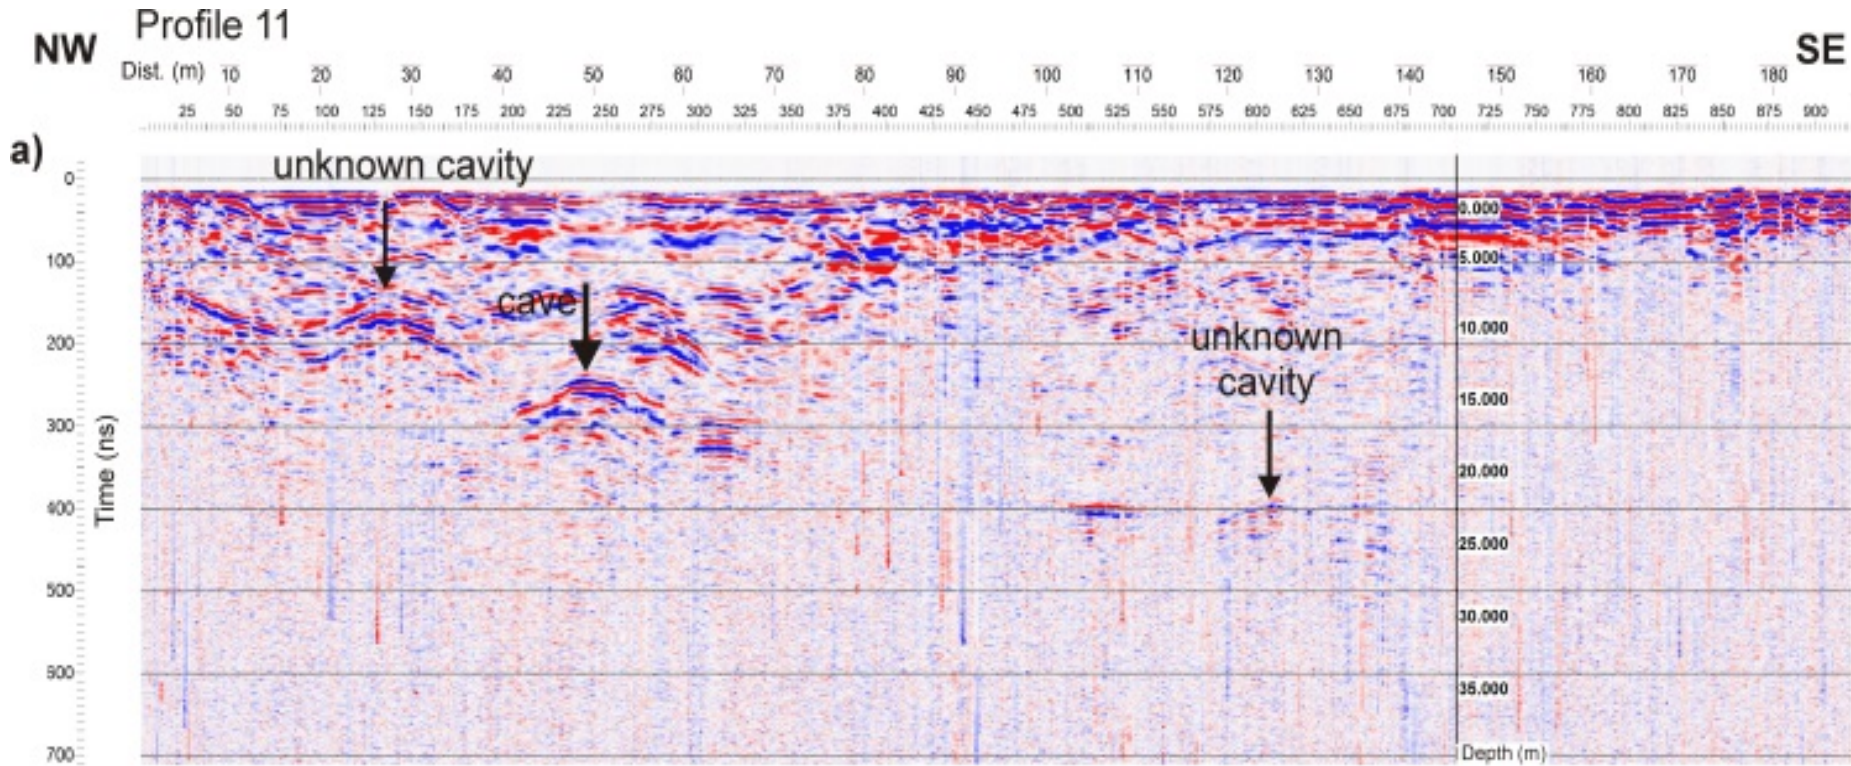 Profile 11
NW
SE
Dist. (m) 10 20 30 40 50 60 70 80 90 100 110 120 130 140 150 160 170 180
25 50 75 100 125 150 175 200 225 250 275 300 325 350 375 400 425 450 475 500 525 550 575 600 625 650 675 700 725 750 775 800 825 850 875 900
a)
unknown cavity
0
0.000
100
5.000
cave
10.000
unknown
cavity
200
15.000
300
20.000
400
25.000
500
30.000
600
35.000
700
Time (ns)
Depth (m)